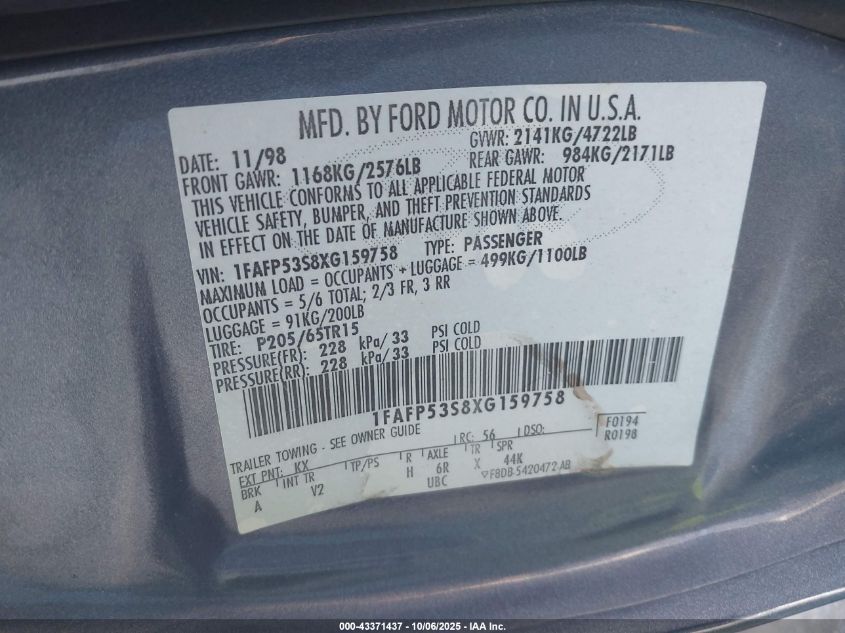 MFD. BY FORD MOTOR CO. IN U.S.A.
DATE: 11/98 GVWR: 2141KG/4722LB
FRONT GAWR: 1168KG/2576LB REAR GAWR: 984KG/2171LB
THIS VEHICLE CONFORMS TO ALL APPLICABLE FEDERAL MOTOR
VEHICLE SAFETY, BUMPER, AND THEFT PREVENTION STANDARDS
IN EFFECT ON THE DATE OF MANUFACTURE SHOWN ABOVE.
VIN: 1FAFP53S8XG159758 TYPE: PASSENGER
MAXIMUM LOAD = OCCUPANTS + LUGGAGE = 499KG/1100LB
OCCUPANTS = 5/6 TOTAL; 2/3 FR, 3 RR
LUGGAGE = 91KG/200LB
TIRE: P205/65TR15
PRESSURE(FR): 228 kPa/33 PSI COLD
PRESSURE(RR): 228 kPa/33 PSI COLD
1FAFP53S8XG159758
TRAILER TOWING - SEE OWNER GUIDE
F0194
R0198
EXT PNT: KX RC: 56 DSO:
BRK INT TR TP/PS R AXLE TR SPR
A V2 H 6R X 44K
UBC F8DB-5420472-AB
000-43371437 - 10/06/2025 - IAA Inc.